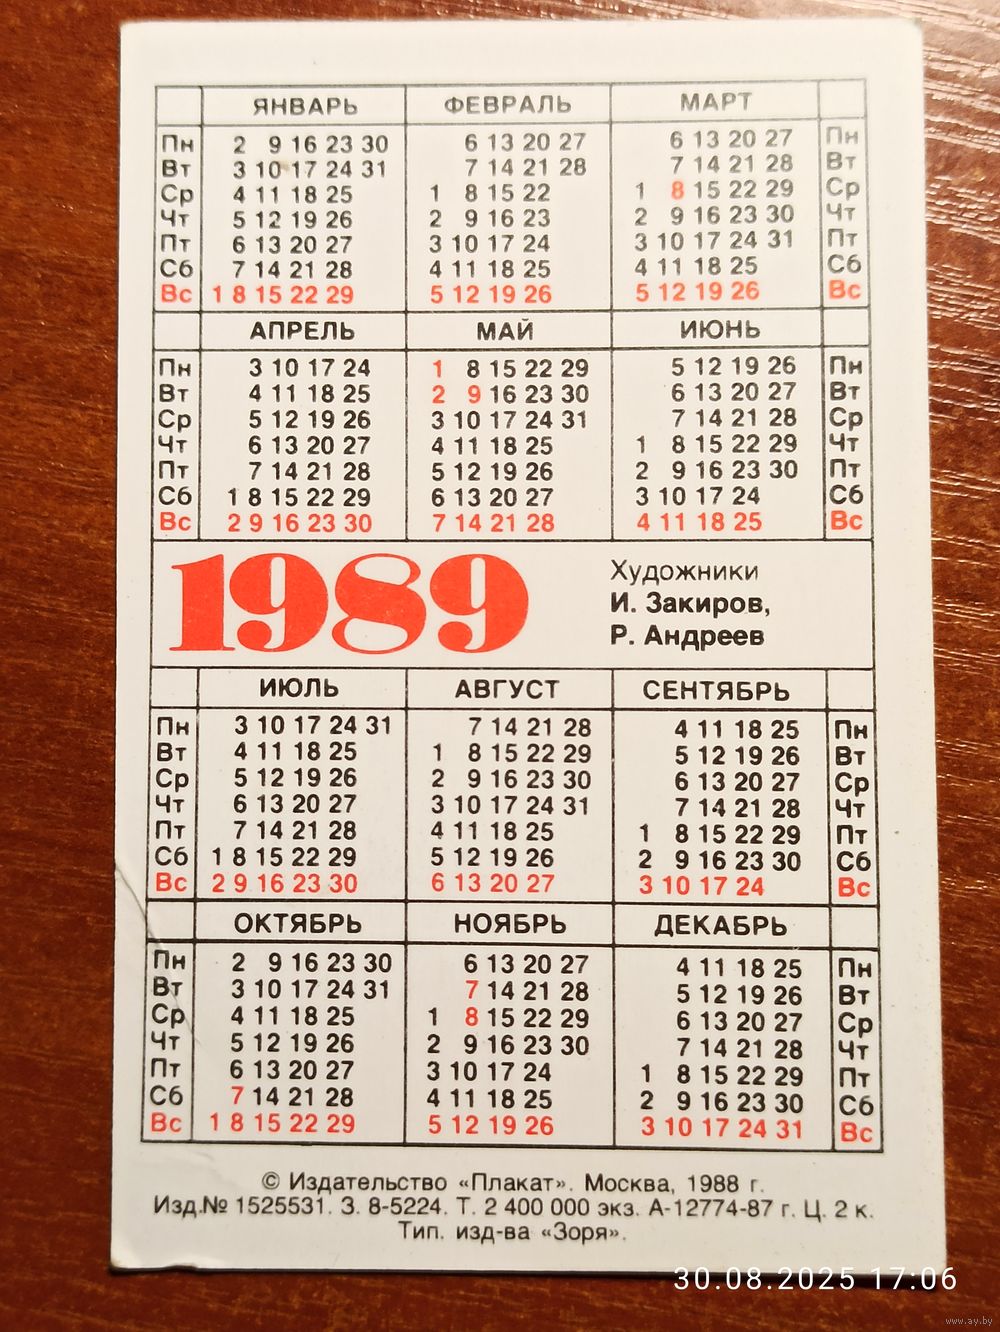 ЯНВАРЬ ФЕВРАЛЬ МАРТ
Пн 2 9 16 23 30 6 13 20 27 6 13 20 27 Пн
Вт 3 10 17 24 31 7 14 21 28 7 14 21 28 Вт
Ср 4 11 18 25 1 8 15 22 1 8 15 22 29 Ср
Чт 5 12 19 26 2 9 16 23 2 9 16 23 30 Чт
Пт 6 13 20 27 3 10 17 24 3 10 17 24 31 Пт
Сб 7 14 21 28 4 11 18 25 4 11 18 25 Сб
Вс 1 8 15 22 29 5 12 19 26 5 12 19 26 Вс
АПРЕЛЬ МАЙ ИЮНЬ
Пн 3 10 17 24 1 8 15 22 29 5 12 19 26 Пн
Вт 4 11 18 25 2 9 16 23 30 6 13 20 27 Вт
Ср 5 12 19 26 3 10 17 24 31 7 14 21 28 Ср
Чт 6 13 20 27 4 11 18 25 1 8 15 22 29 Чт
Пт 7 14 21 28 5 12 19 26 2 9 16 23 30 Пт
Сб 1 8 15 22 29 6 13 20 27 3 10 17 24 Сб
Вс 2 9 16 23 30 7 14 21 28 4 11 18 25 Вс
1989
Художники
И. Закиров,
Р. Андреев
ИЮЛЬ АВГУСТ СЕНТЯБРЬ
Пн 3 10 17 24 31 7 14 21 28 4 11 18 25 Пн
Вт 4 11 18 25 1 8 15 22 29 5 12 19 26 Вт
Ср 5 12 19 26 2 9 16 23 30 6 13 20 27 Ср
Чт 6 13 20 27 3 10 17 24 31 7 14 21 28 Чт
Пт 7 14 21 28 4 11 18 25 1 8 15 22 29 Пт
Сб 1 8 15 22 29 5 12 19 26 2 9 16 23 30 Сб
Вс 2 9 16 23 30 6 13 20 27 3 10 17 24 Вс
ОКТЯБРЬ НОЯБРЬ ДЕКАБРЬ
Пн 2 9 16 23 30 6 13 20 27 4 11 18 25 Пн
Вт 3 10 17 24 31 7 14 21 28 5 12 19 26 Вт
Ср 4 11 18 25 1 8 15 22 29 6 13 20 27 Ср
Чт 5 12 19 26 2 9 16 23 30 7 14 21 28 Чт
Пт 6 13 20 27 3 10 17 24 1 8 15 22 29 Пт
Сб 7 14 21 28 4 11 18 25 2 9 16 23 30 Сб
Вс 1 8 15 22 29 5 12 19 26 3 10 17 24 31 Вс
© Издательство «Плакат». Москва, 1988 г.
Изд.№ 1525531. З. 8-5224. Т. 2 400 000 экз. А-12774-87 г. Ц. 2 к.
Тип. изд-ва «Зоря».
30.08.2025 17:06
www.ay.by